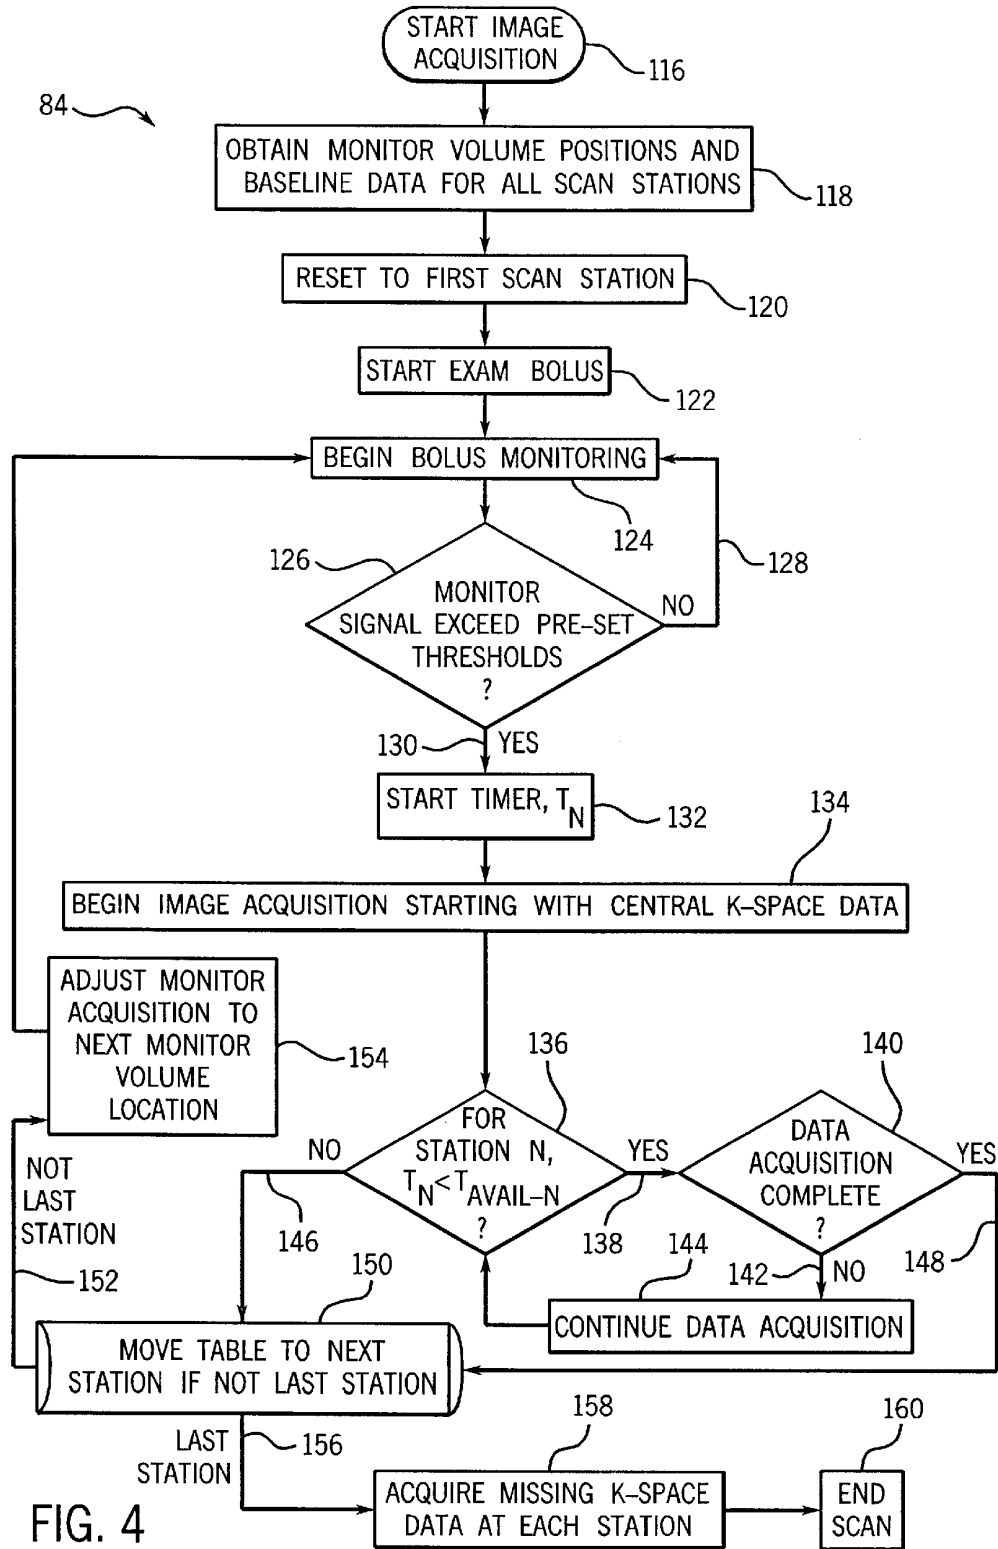 START IMAGE
ACQUISITION
116
84
OBTAIN MONITOR VOLUME POSITIONS AND
BASELINE DATA FOR ALL SCAN STATIONS
118
RESET TO FIRST SCAN STATION
120
START EXAM BOLUS
122
BEGIN BOLUS MONITORING
124
126
128
MONITOR
SIGNAL EXCEED PRE–SET
THRESHOLDS
?
NO
130
YES
START TIMER, TN
132
134
BEGIN IMAGE ACQUISITION STARTING WITH CENTRAL K–SPACE DATA
ADJUST MONITOR
ACQUISITION TO
NEXT MONITOR
VOLUME
LOCATION
154
136
140
FOR
STATION N,
TN<TAVAIL–N
?
NO
YES
DATA
ACQUISITION
COMPLETE
?
YES
146
138
148
NOT
LAST
STATION
152
150
144
142
NO
CONTINUE DATA ACQUISITION
MOVE TABLE TO NEXT
STATION IF NOT LAST STATION
LAST
STATION
156
158
160
ACQUIRE MISSING K–SPACE
DATA AT EACH STATION
END
SCAN
FIG. 4